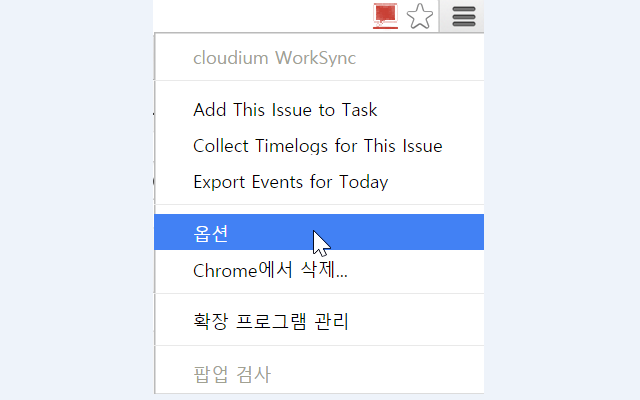 cloudium WorkSync
Add This Issue to Task
Collect Timelogs for This Issue
Export Events for Today
옵션
Chrome에서 삭제...
확장 프로그램 관리
팝업 검사